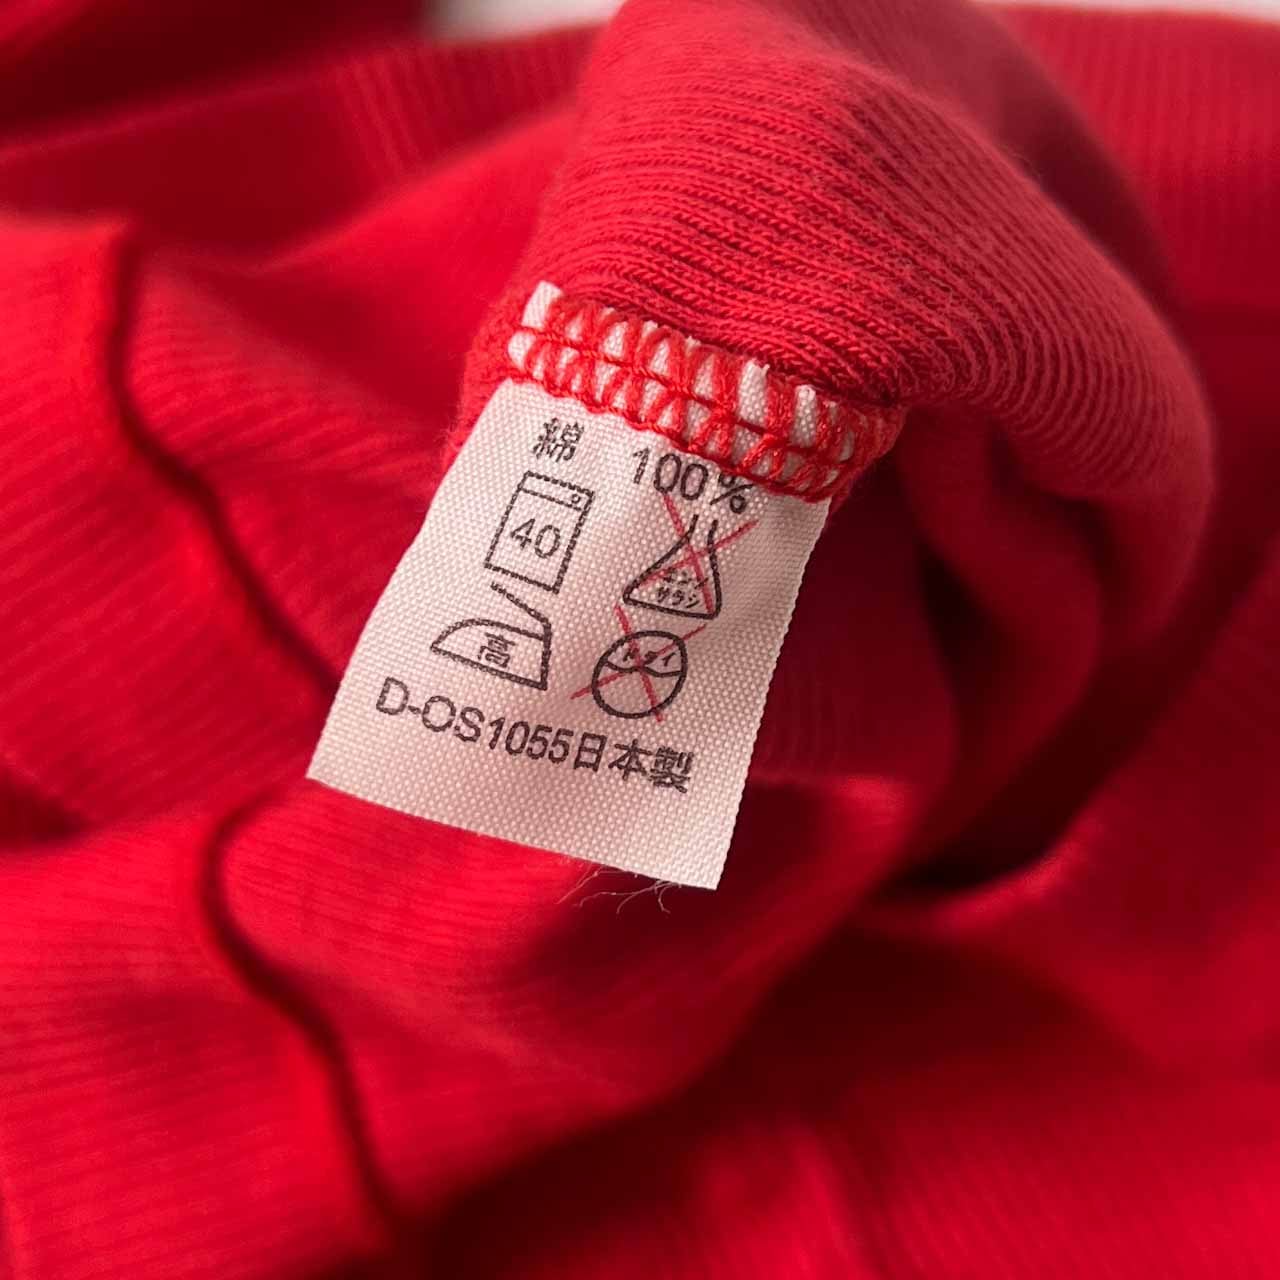 綿 100%
40
エンソ
サラシ
高
ドライ
D-OS1055日本製